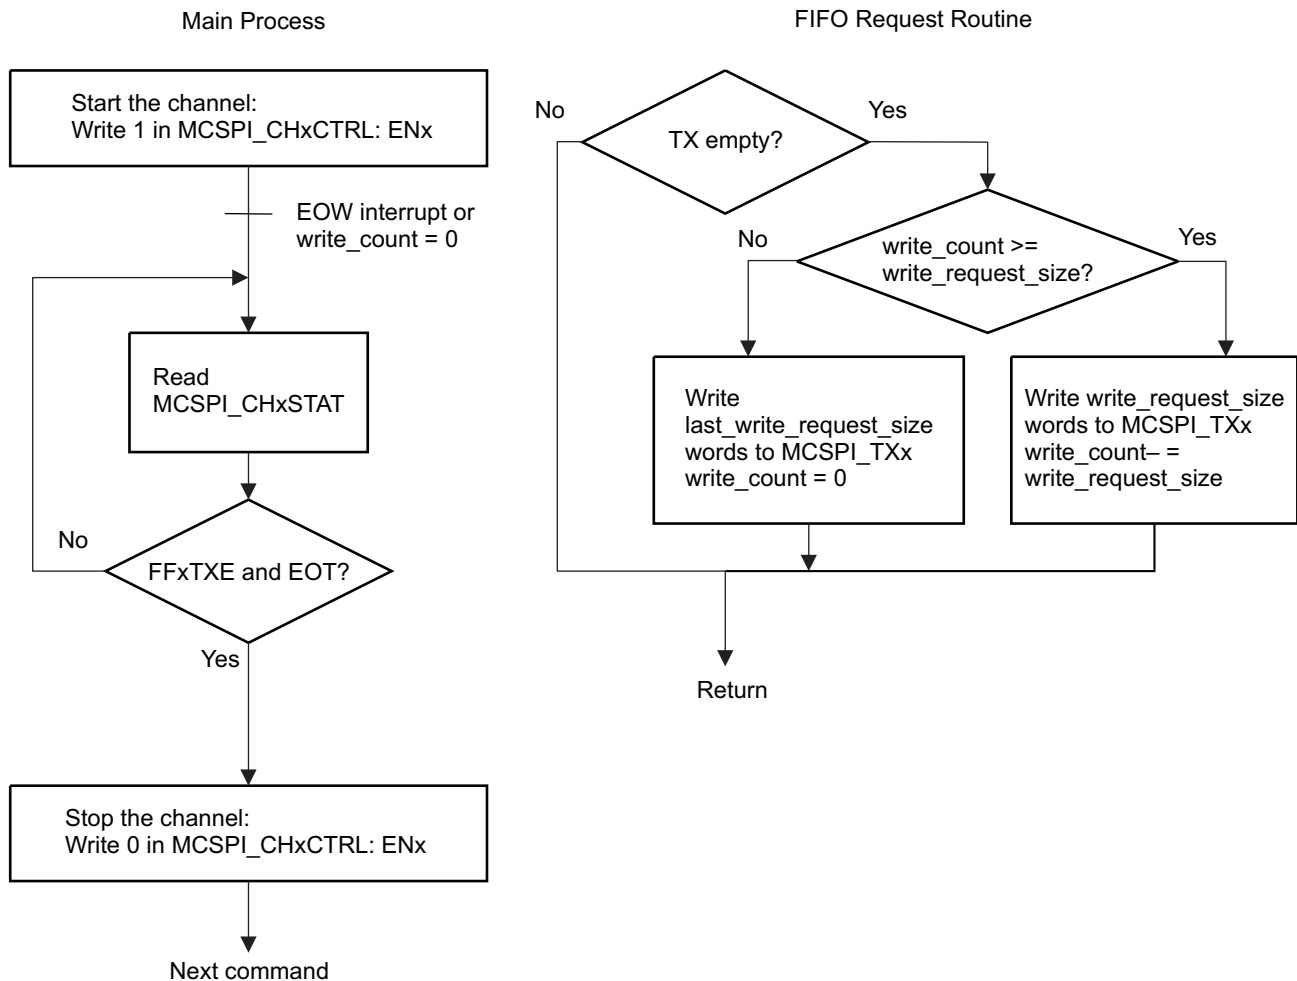 Main Process
Start the channel:
Write 1 in MCSPI_CHxCTRL: ENx
EOW interrupt or
write_count = 0
Read
MCSPI_CHxSTAT
No
FFxTXE and EOT?
Yes
Stop the channel:
Write 0 in MCSPI_CHxCTRL: ENx
Next command
FIFO Request Routine
No
TX empty?
Yes
No
write_count >=
write_request_size?
Yes
Write
last_write_request_size
words to MCSPI_TXx
write_count = 0
Write write_request_size
words to MCSPI_TXx
write_count– =
write_request_size
Return